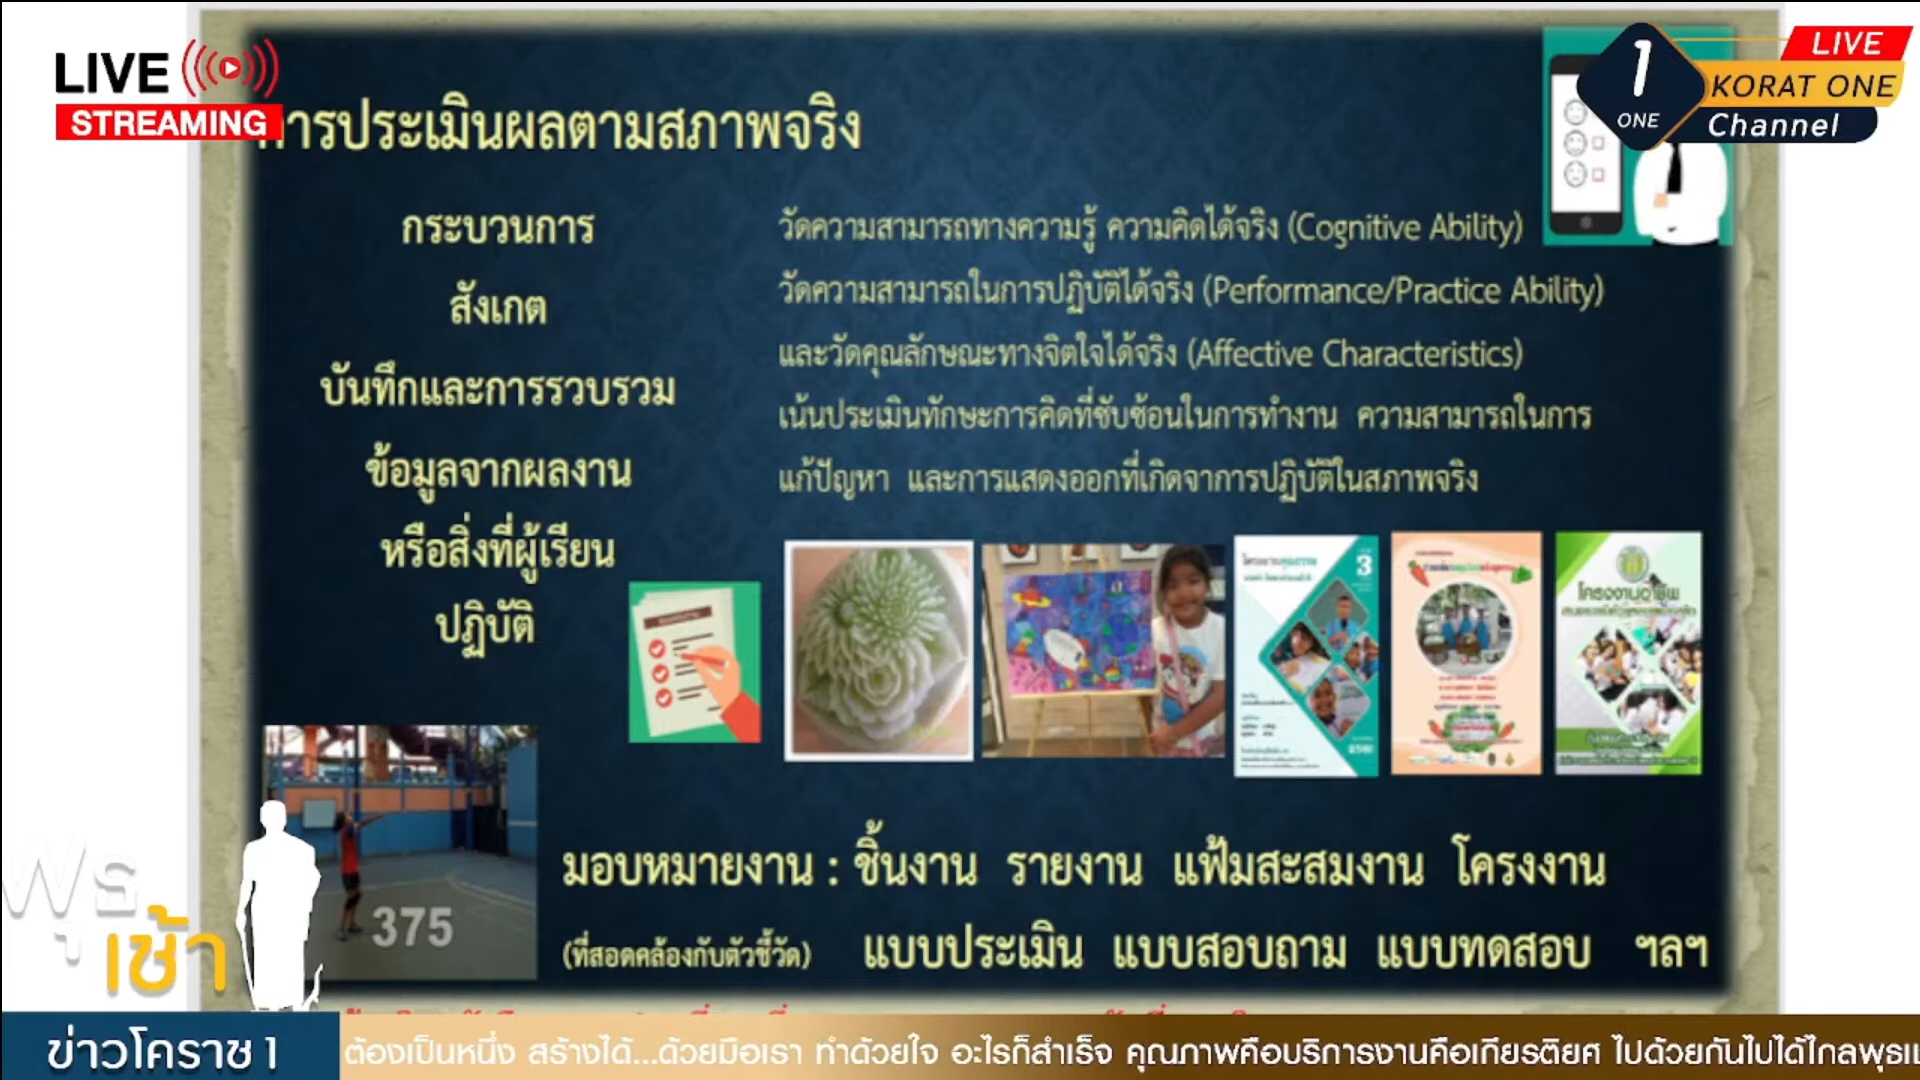 LIVE
STREAMING
LIVE
1
ONE
KORAT ONE
Channel
การประเมินผลตามสภาพจริง
กระบวนการ
สังเกต
บันทึกและการรวบรวม
ข้อมูลจากผลงาน
หรือสิ่งที่ผู้เรียน
ปฏิบัติ
วัดความสามารถทางความรู้ ความคิดได้จริง (Cognitive Ability)
วัดความสามารถในการปฏิบัติได้จริง (Performance/Practice Ability)
และวัดคุณลักษณะทางจิตใจได้จริง (Affective Characteristics)
เน้นประเมินทักษะการคิดที่ซับซ้อนในการทำงาน ความสามารถในการ
แก้ปัญหา และการแสดงออกที่เกิดจาการปฏิบัติในสภาพจริง
3
โครงงานอาชีพ
375
มอบหมายงาน : ชิ้นงาน รายงาน แฟ้มสะสมงาน โครงงาน
(ที่สอดคล้องกับตัวชี้วัด) แบบประเมิน แบบสอบถาม แบบทดสอบ ฯลฯ
พุธ
เช้า
ข่าวโคราช 1
ต้องเป็นหนึ่ง สร้างได้...ด้วยมือเรา ทำด้วยใจ อะไรก็สำเร็จ คุณภาพคือบริการงานคือเกียรติยศ ไปด้วยกันไปได้ไกลพุธเ